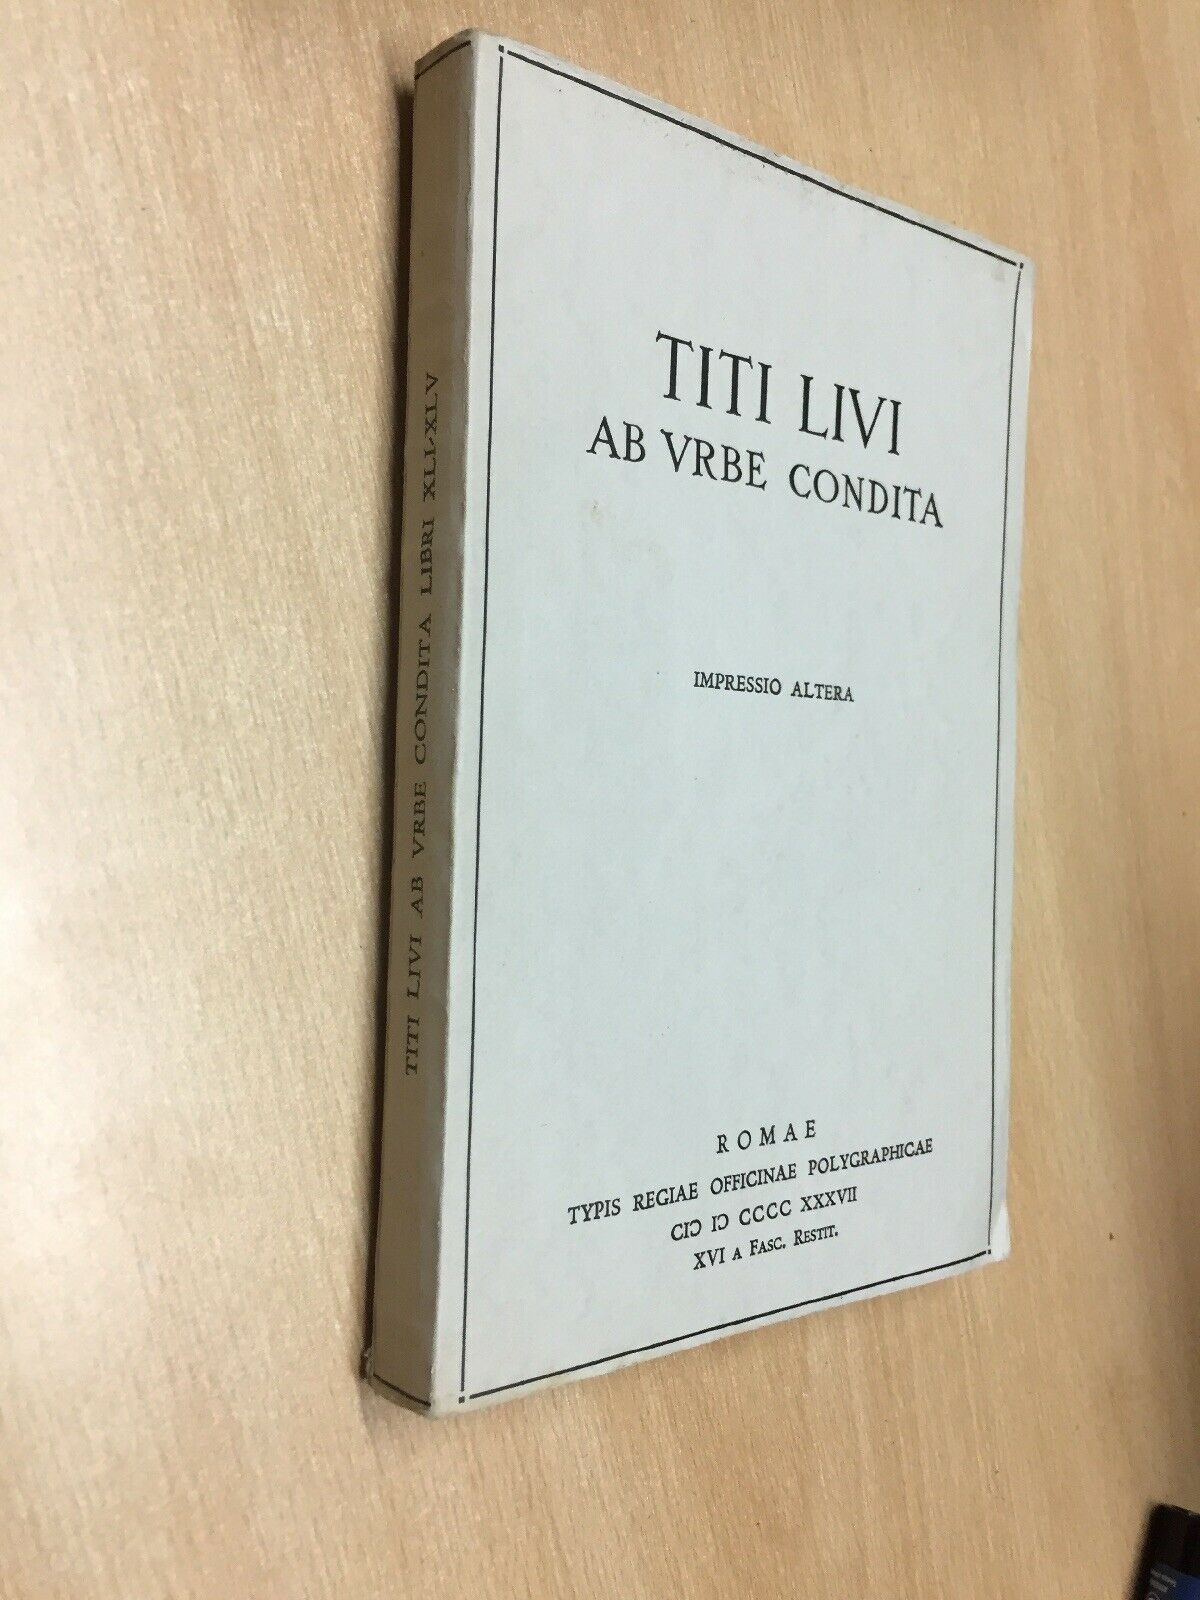 TITI LIVI AB VRBE CONDITA LIBRI XLI-XLV
TITI LIVI
AB VRBE CONDITA
IMPRESSIO ALTERA
ROMAE
TYPIS REGIAE OFFICINAE POLYGRAPHICAE
CIↃ IↃ CCCC XXXVII
XVI A FASC. RESTIT.